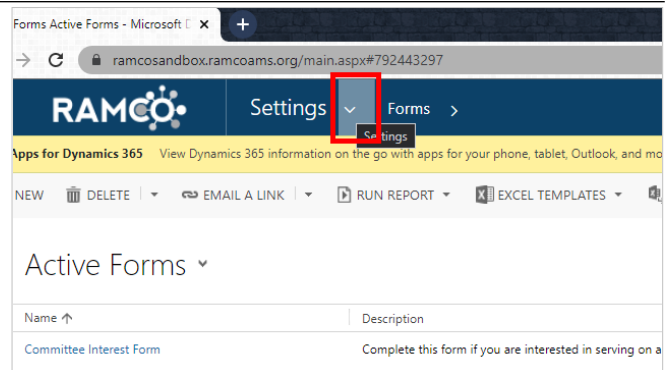 Forms Active Forms - Microsoft
ramcosandbox.ramcoams.org/main.aspx#792443297
RAMCO Settings Forms
Settings
Apps for Dynamics 365 View Dynamics 365 information on the go with apps for your phone, tablet, Outlook, and mo
NEW DELETE EMAIL A LINK RUN REPORT EXCEL TEMPLATES
Active Forms
Name Description
Committee Interest Form Complete this form if you are interested in serving on a